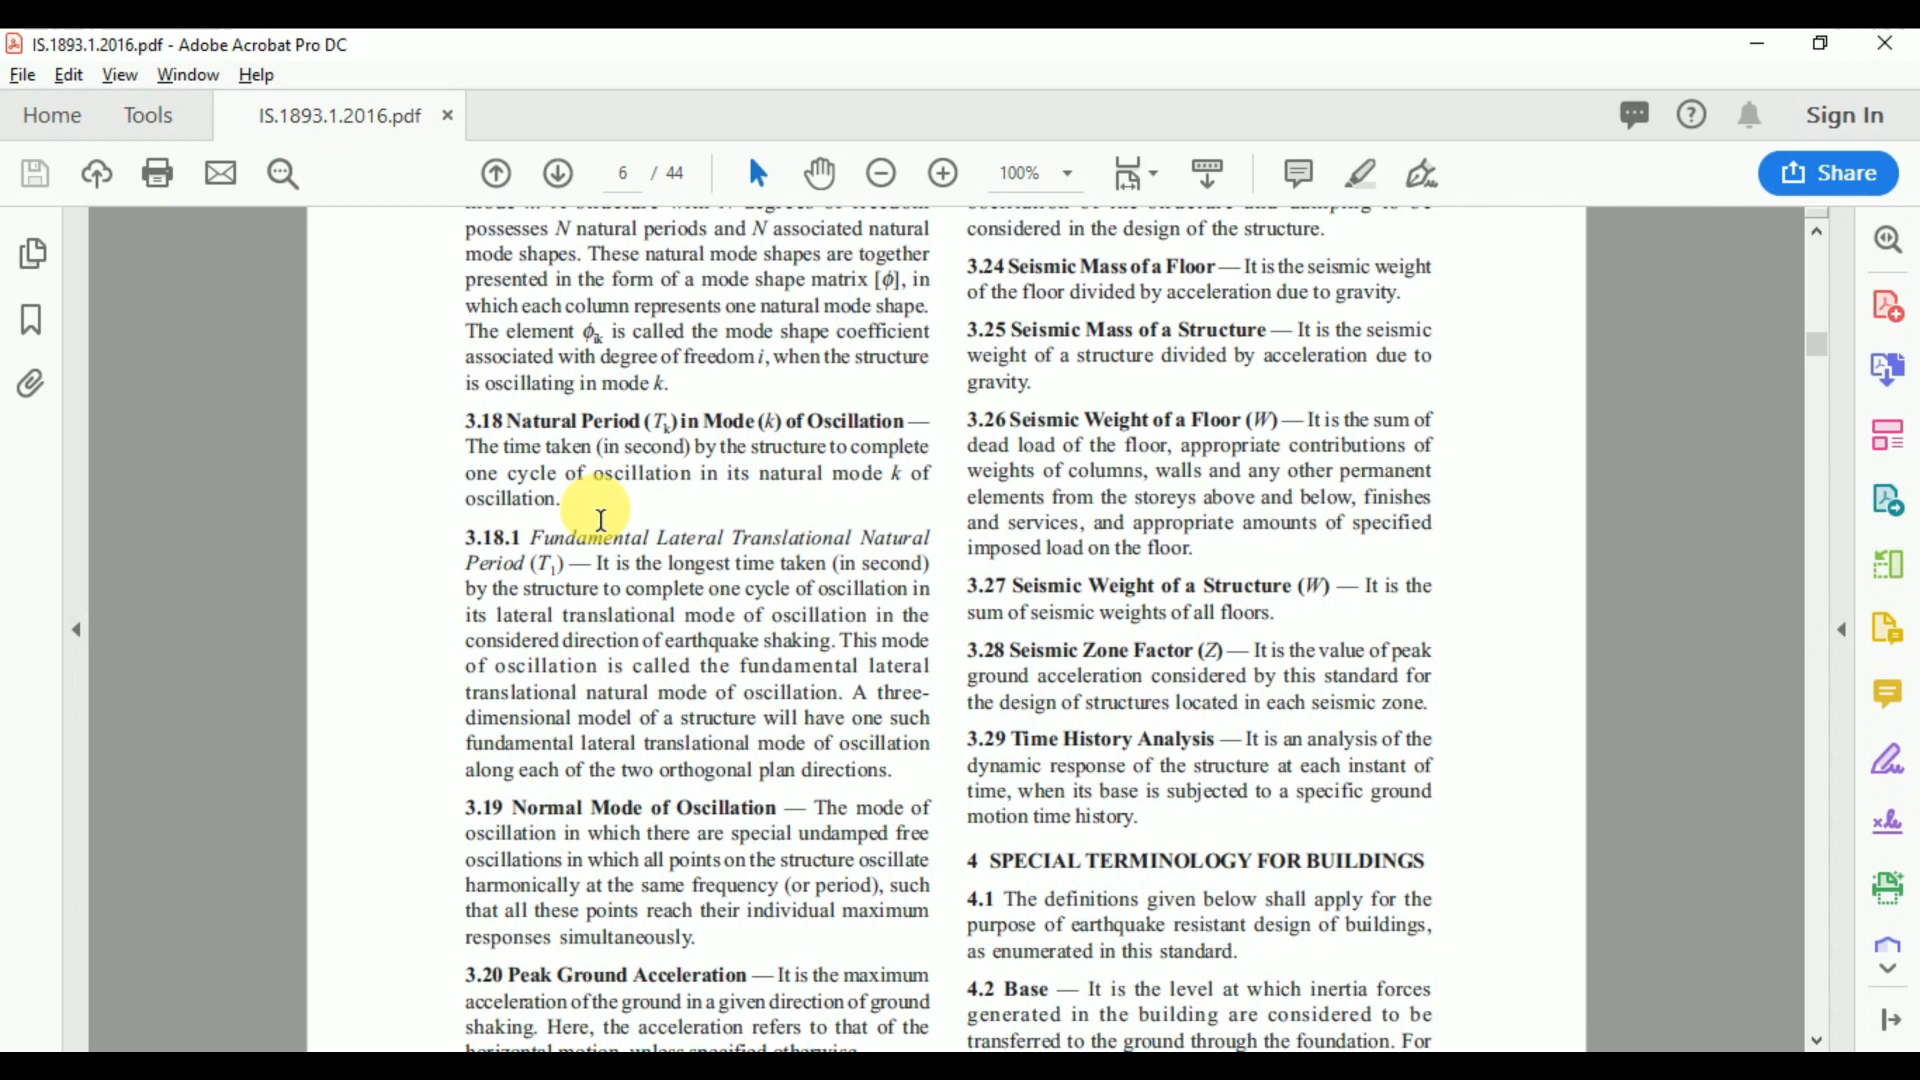 IS.1893.1.2016.pdf - Adobe Acrobat Pro DC
File Edit View Window Help
Home Tools IS.1893.1.2016.pdf × Sign In
6 / 44 100% Share
possesses N natural periods and N associated natural
mode shapes. These natural mode shapes are together
presented in the form of a mode shape matrix [ϕ], in
which each column represents one natural mode shape.
The element ϕik is called the mode shape coefficient
associated with degree of freedom i, when the structure
is oscillating in mode k.
3.18 Natural Period (Tk) in Mode (k) of Oscillation —
The time taken (in second) by the structure to complete
one cycle of oscillation in its natural mode k of
oscillation.
3.18.1 Fundamental Lateral Translational Natural
Period (T1) — It is the longest time taken (in second)
by the structure to complete one cycle of oscillation in
its lateral translational mode of oscillation in the
considered direction of earthquake shaking. This mode
of oscillation is called the fundamental lateral
translational natural mode of oscillation. A three-
dimensional model of a structure will have one such
fundamental lateral translational mode of oscillation
along each of the two orthogonal plan directions.
3.19 Normal Mode of Oscillation — The mode of
oscillation in which there are special undamped free
oscillations in which all points on the structure oscillate
harmonically at the same frequency (or period), such
that all these points reach their individual maximum
responses simultaneously.
3.20 Peak Ground Acceleration — It is the maximum
acceleration of the ground in a given direction of ground
shaking. Here, the acceleration refers to that of the
considered in the design of the structure.
3.24 Seismic Mass of a Floor — It is the seismic weight
of the floor divided by acceleration due to gravity.
3.25 Seismic Mass of a Structure — It is the seismic
weight of a structure divided by acceleration due to
gravity.
3.26 Seismic Weight of a Floor (W) — It is the sum of
dead load of the floor, appropriate contributions of
weights of columns, walls and any other permanent
elements from the storeys above and below, finishes
and services, and appropriate amounts of specified
imposed load on the floor.
3.27 Seismic Weight of a Structure (W) — It is the
sum of seismic weights of all floors.
3.28 Seismic Zone Factor (Z) — It is the value of peak
ground acceleration considered by this standard for
the design of structures located in each seismic zone.
3.29 Time History Analysis — It is an analysis of the
dynamic response of the structure at each instant of
time, when its base is subjected to a specific ground
motion time history.
4 SPECIAL TERMINOLOGY FOR BUILDINGS
4.1 The definitions given below shall apply for the
purpose of earthquake resistant design of buildings,
as enumerated in this standard.
4.2 Base — It is the level at which inertia forces
generated in the building are considered to be
transferred to the ground through the foundation. For